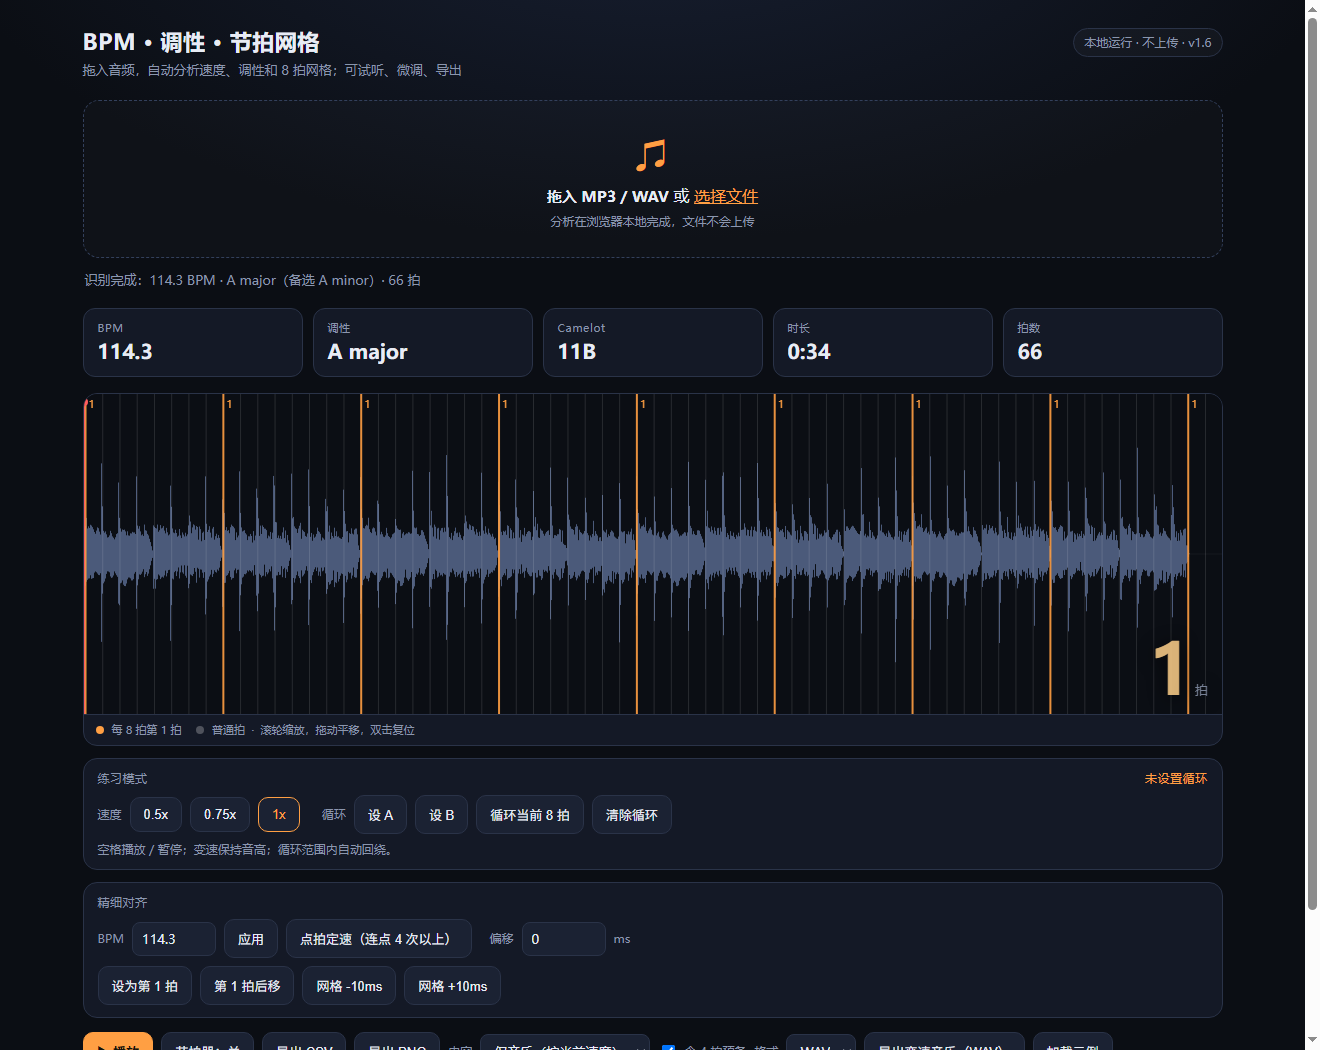 BPM • 调性 • 节拍网格
本地运行 · 不上传 · v1.6
拖入音频，自动分析速度、调性和 8 拍网格；可试听、微调、导出
拖入 MP3 / WAV 或 选择文件
分析在浏览器本地完成，文件不会上传
识别完成：114.3 BPM · A major（备选 A minor）· 66 拍
BPM 调性 Camelot 时长 拍数
114.3 A major 11B 0:34 66
1 1 1 1 1 1 1 1 1
1 拍
每 8 拍第 1 拍 普通拍 · 滚轮缩放，拖动平移，双击复位
练习模式 未设置循环
速度 0.5x 0.75x 1x 循环 设 A 设 B 循环当前 8 拍 清除循环
空格播放 / 暂停；变速保持音高；循环范围内自动回绕。
精细对齐
BPM 114.3 应用 点拍定速（连点 4 次以上） 偏移 0 ms
设为第 1 拍 第 1 拍后移 网格 -10ms 网格 +10ms